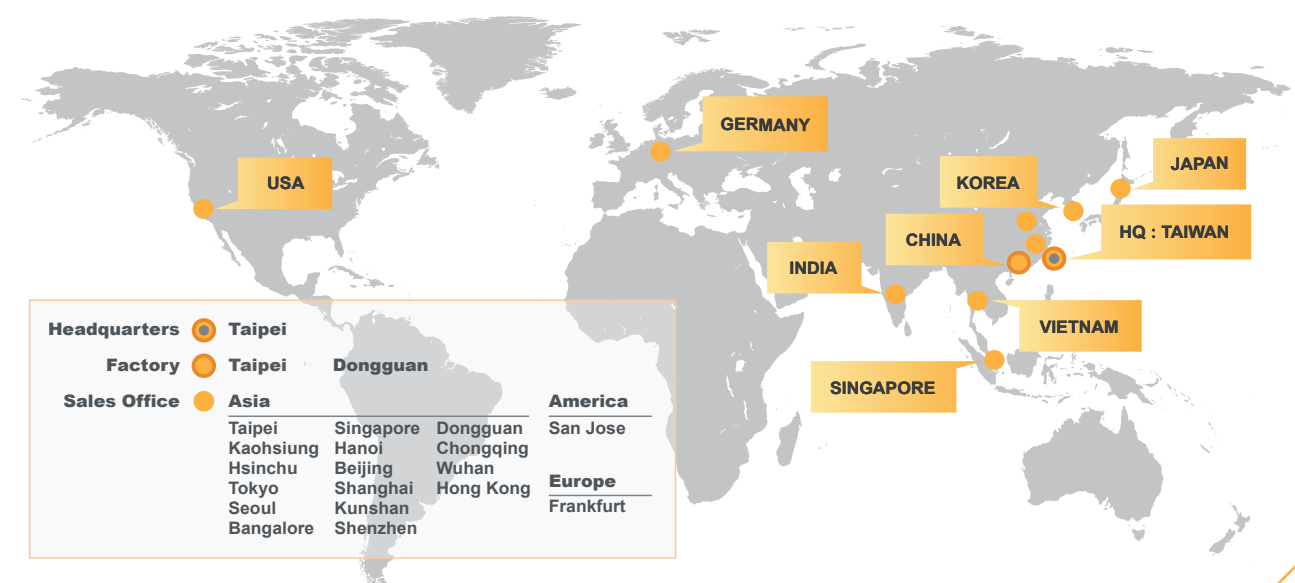 GERMANY
JAPAN
USA
KOREA
HQ : TAIWAN
CHINA
INDIA
VIETNAM
SINGAPORE
Headquarters Taipei
Factory Taipei Dongguan
Sales Office Asia America
Taipei Singapore Dongguan San Jose
Kaohsiung Hanoi Chongqing
Hsinchu Beijing Wuhan
Europe
Tokyo Shanghai Hong Kong
Seoul Kunshan Frankfurt
Bangalore Shenzhen